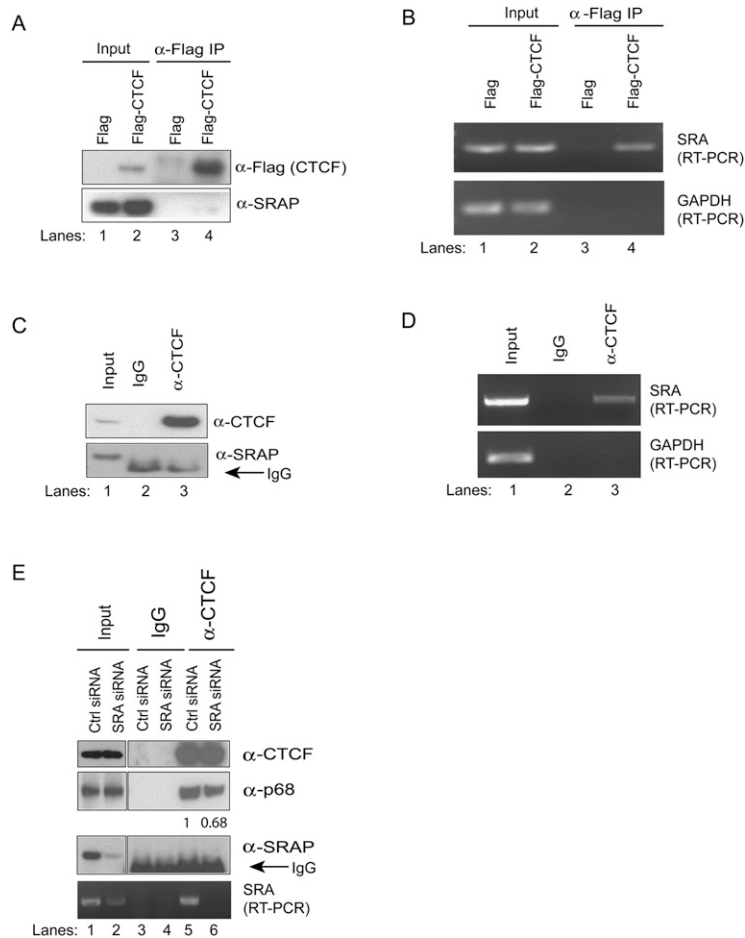 A
Input α-Flag IP
Flag
Flag-CTCF
Flag
Flag-CTCF
α-Flag (CTCF)
α-SRAP
Lanes: 1 2 3 4
B
Input α-Flag IP
Flag
Flag-CTCF
Flag
Flag-CTCF
SRA
(RT-PCR)
GAPDH
(RT-PCR)
Lanes: 1 2 3 4
C
Input
IgG
α-CTCF
α-CTCF
α-SRAP
IgG
Lanes: 1 2 3
D
Input
IgG
α-CTCF
SRA
(RT-PCR)
GAPDH
(RT-PCR)
Lanes: 1 2 3
E
Input
IgG
α-CTCF
Ctrl siRNA
SRA siRNA
Ctrl siRNA
SRA siRNA
Ctrl siRNA
SRA siRNA
α-CTCF
α-p68
1 0.68
α-SRAP
IgG
SRA
(RT-PCR)
Lanes: 1 2 3 4 5 6